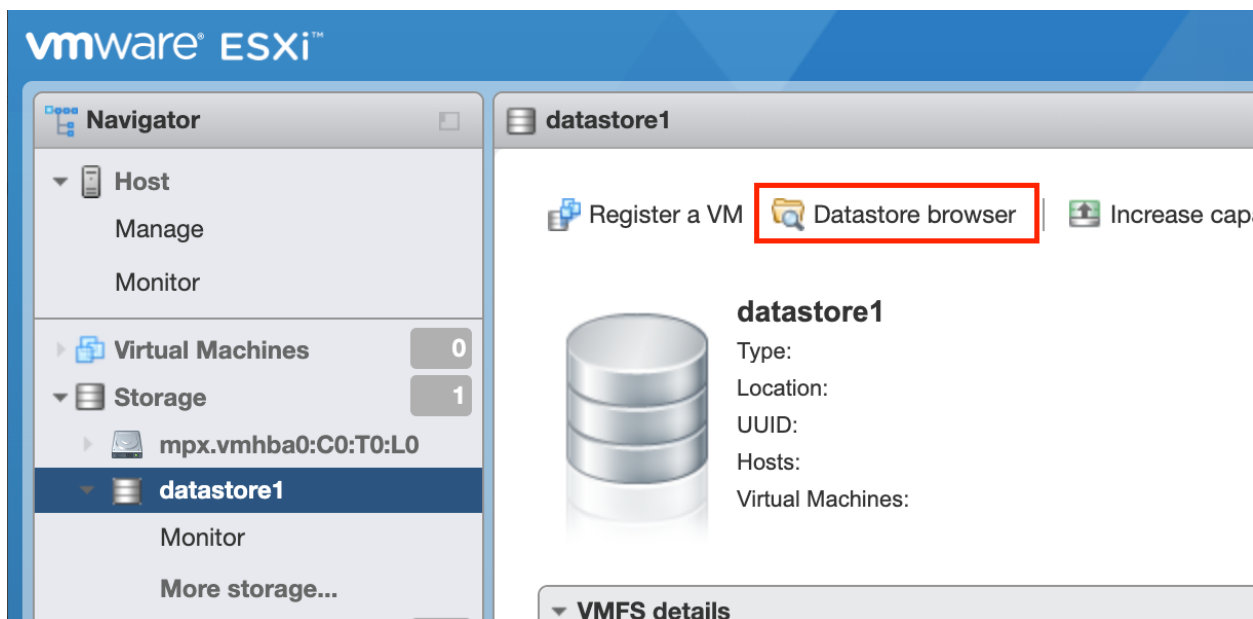 vmware® ESXi™
Navigator
Host
Manage
Monitor
Virtual Machines 0
Storage 1
mpx.vmhba0:C0:T0:L0
datastore1
Monitor
More storage...
datastore1
Register a VM Datastore browser Increase capa
datastore1
Type:
Location:
UUID:
Hosts:
Virtual Machines:
VMFS details